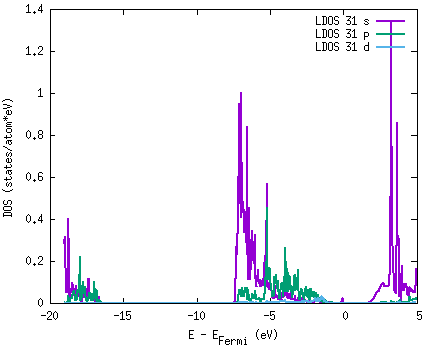 1.4
1.2
1
0.8
0.6
0.4
0.2
0
DOS (states/atom*eV)
LDOS 31 s
LDOS 31 p
LDOS 31 d
-20 -15 -10 -5 0 5
E - EFermi (eV)